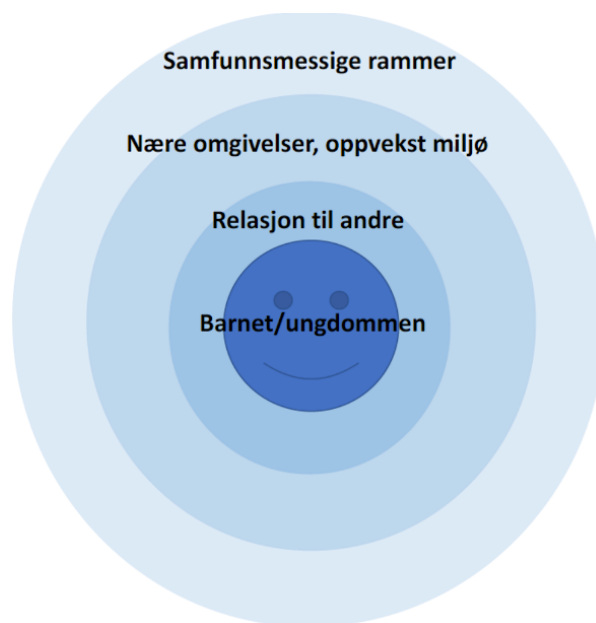 Samfunnsmessige rammer
Nære omgivelser, oppvekst miljø
Relasjon til andre
Barnet/ungdommen